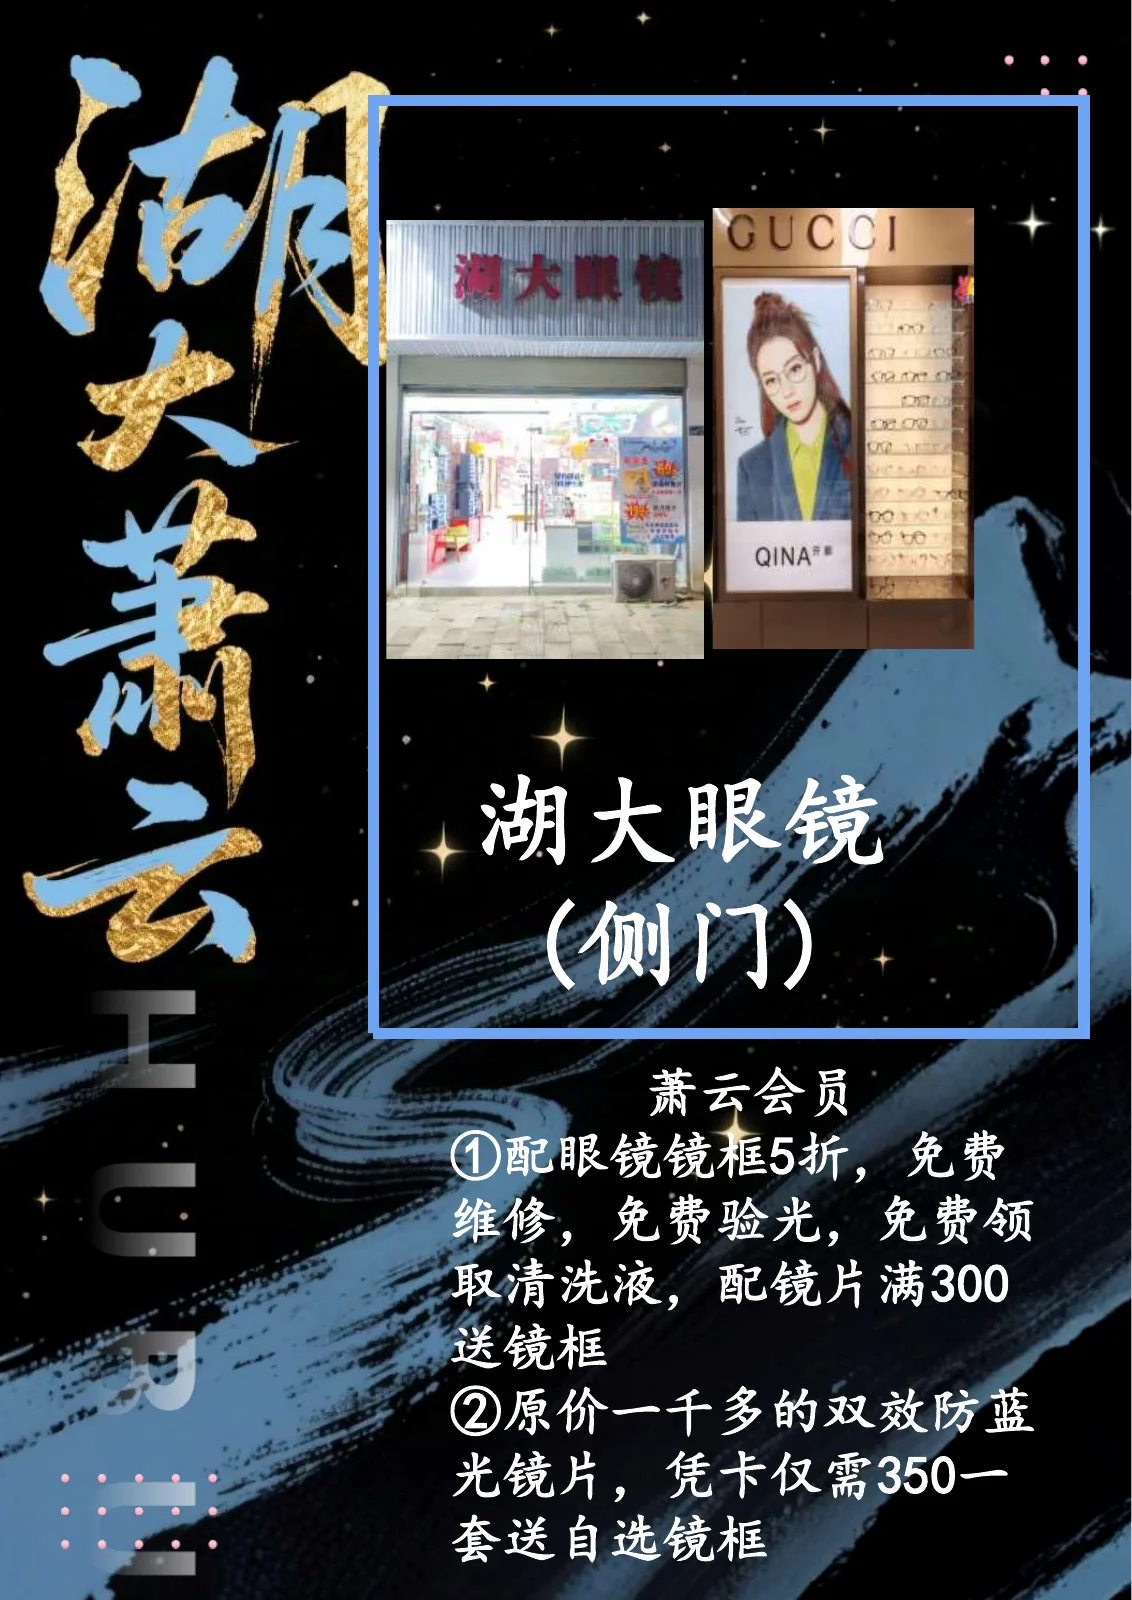 湖大萧云
HUBU
湖大眼镜
GUCCI
QINA
湖大眼镜
(侧门)
萧云会员
①配眼镜镜框5折，免费
维修，免费验光，免费领
取清洗液，配镜片满300
送镜框
②原价一千多的双效防蓝
光镜片，凭卡仅需350一
套送自选镜框